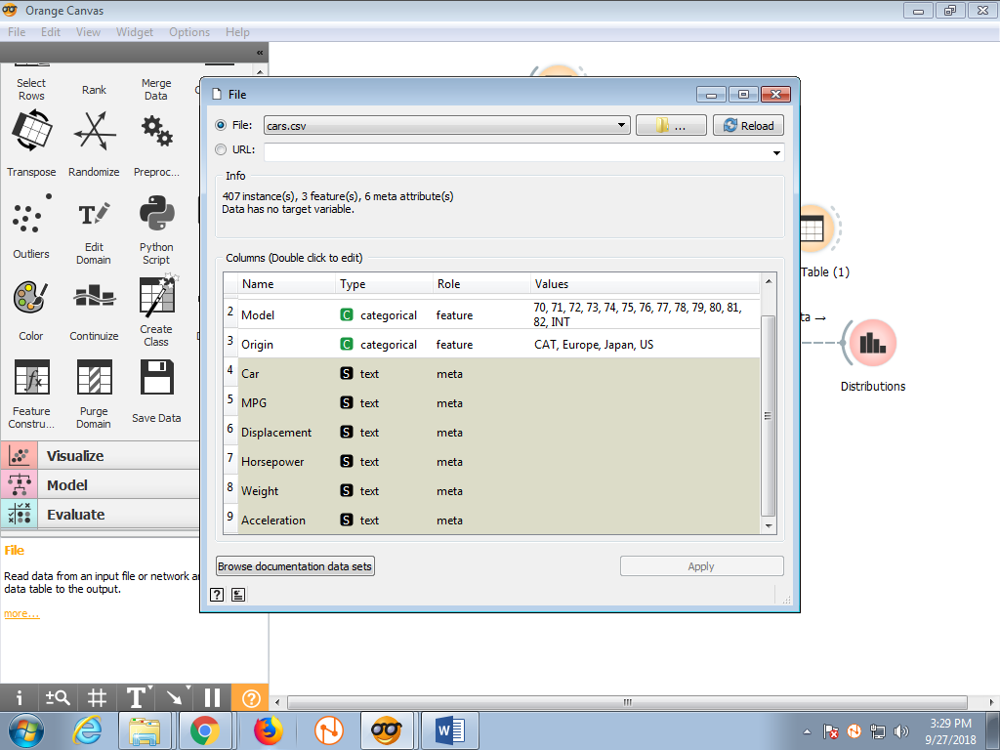 Orange Canvas
File Edit View Widget Options Help
Select Rows
Rank
Merge Data
Transpose
Randomize
Preproc...
Outliers
Edit Domain
Python Script
Color
Continuize
Create Class
Feature Constru...
Purge Domain
Save Data
Visualize
Model
Evaluate
File
Read data from an input file or network
data table to the output.
more...
File
File: cars.csv ... Reload
URL:
Info
407 instance(s), 3 feature(s), 6 meta attribute(s)
Data has no target variable.
Columns (Double click to edit)
Name Type Role Values
2 Model C categorical feature 70, 71, 72, 73, 74, 75, 76, 77, 78, 79, 80, 81, 82, INT
3 Origin C categorical feature CAT, Europe, Japan, US
4 Car S text meta
5 MPG S text meta
6 Displacement S text meta
7 Horsepower S text meta
8 Weight S text meta
9 Acceleration S text meta
Browse documentation data sets Apply
Table (1)
ta →
Distributions
3:29 PM
9/27/2018